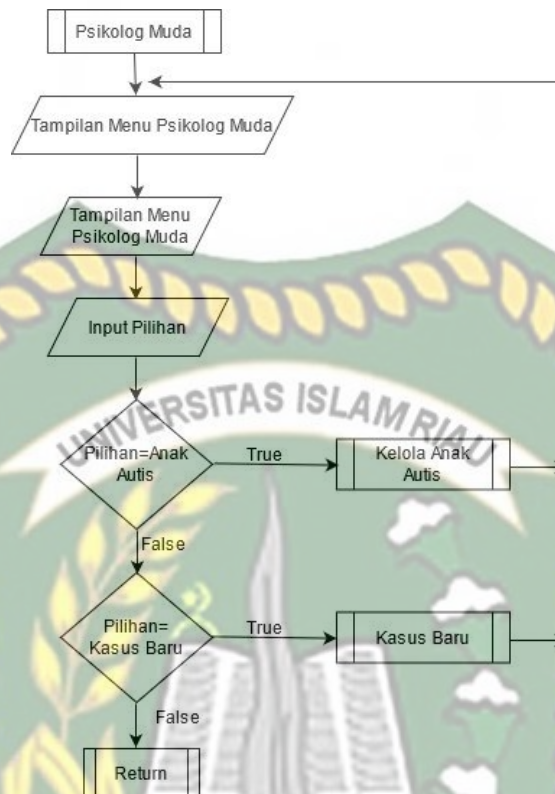 Psikolog Muda
Tampilan Menu Psikolog Muda
Tampilan Menu
Psikolog Muda
Input Pilihan
UNIVERSITAS ISLAM RIAU
Pilihan=Anak
Autis
True
Kelola Anak
Autis
False
Pilihan=
Kasus Baru
True
Kasus Baru
False
Return